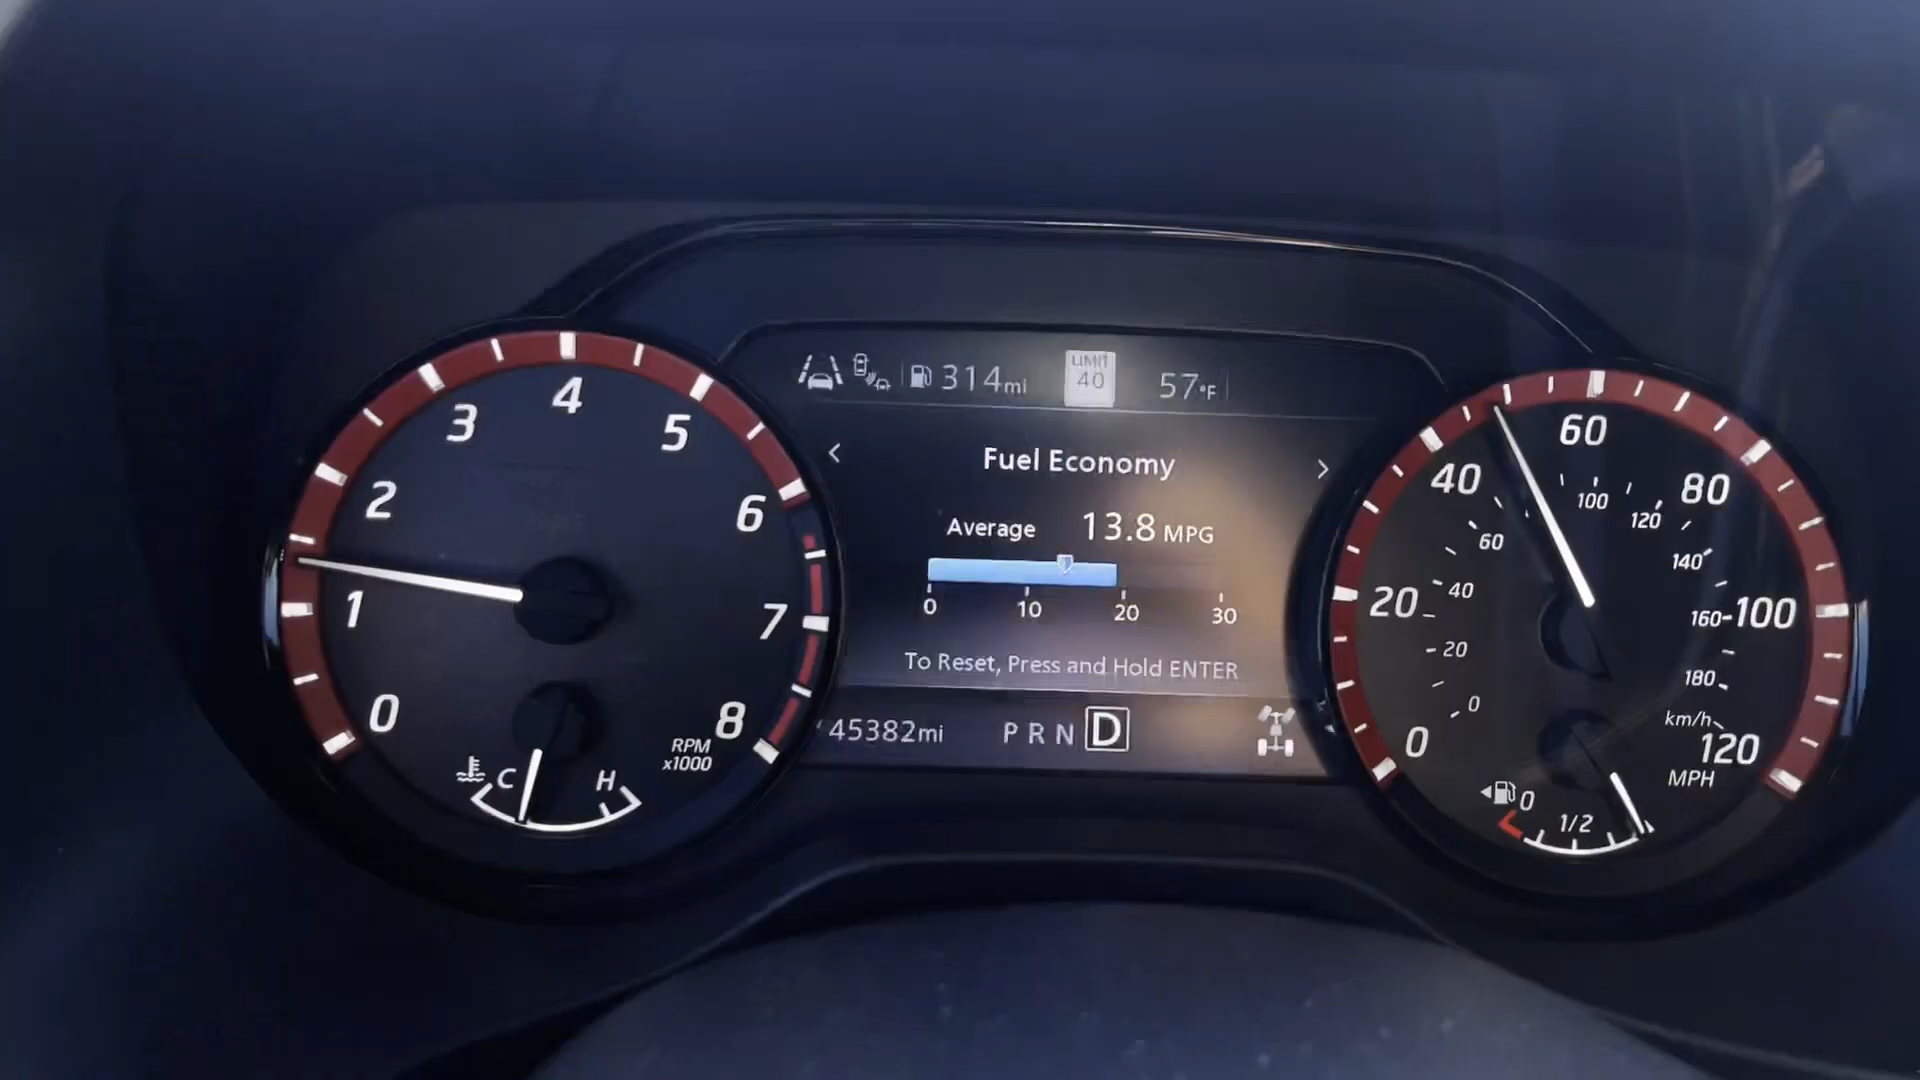 314mi
LIMIT
40
57°F
< Fuel Economy >
Average 13.8 MPG
0 10 20 30
To Reset, Press and Hold ENTER
45382mi
P R N D
0 1 2 3 4 5 6 7 8
RPM
x1000
C H
0 20 40 60 80 100 120
MPH
0 20 40 60 100 120 140 160 180
km/h
0 1/2